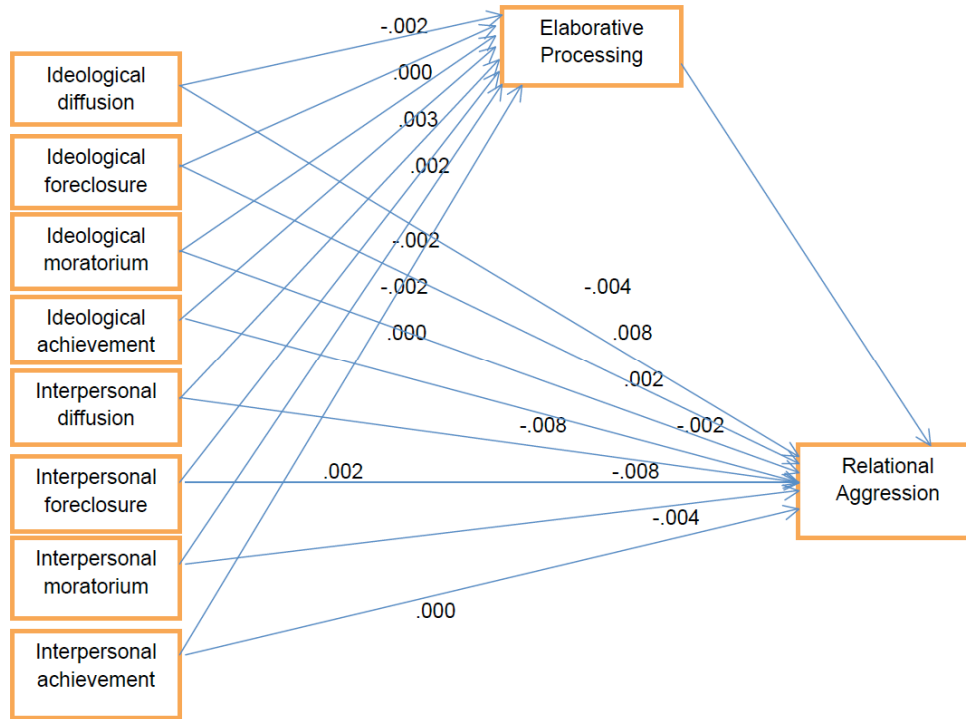 -.002
Elaborative
Processing
Ideological
diffusion
.000
.003
Ideological
foreclosure
.002
Ideological
moratorium
-.002
-.002
-.004
Ideological
achievement
.000
.008
.002
Interpersonal
diffusion
-.008
-.002
Interpersonal
foreclosure
.002
-.008
Relational
Aggression
-.004
Interpersonal
moratorium
.000
Interpersonal
achievement